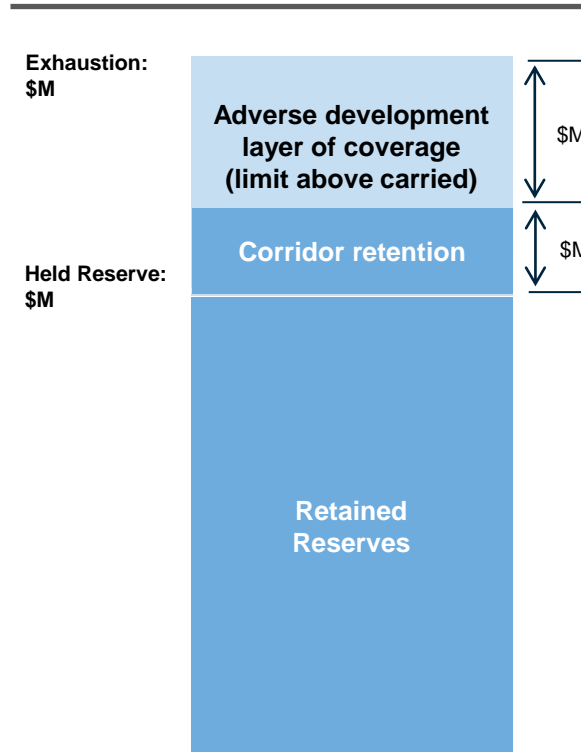 Exhaustion:
$M
Adverse development
layer of coverage
(limit above carried)
$M
Corridor retention
$M
Held Reserve:
$M
Retained
Reserves